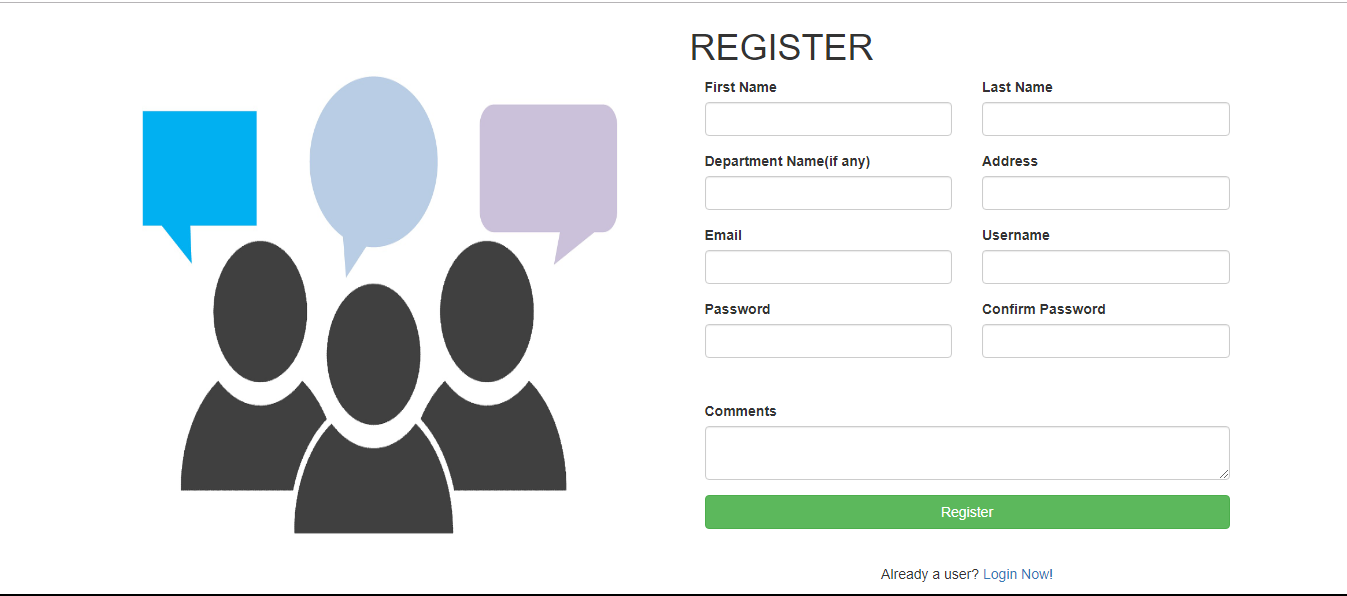 REGISTER
First Name
Last Name
Department Name(if any)
Address
Email
Username
Password
Confirm Password
Comments
Register
Already a user? Login Now!